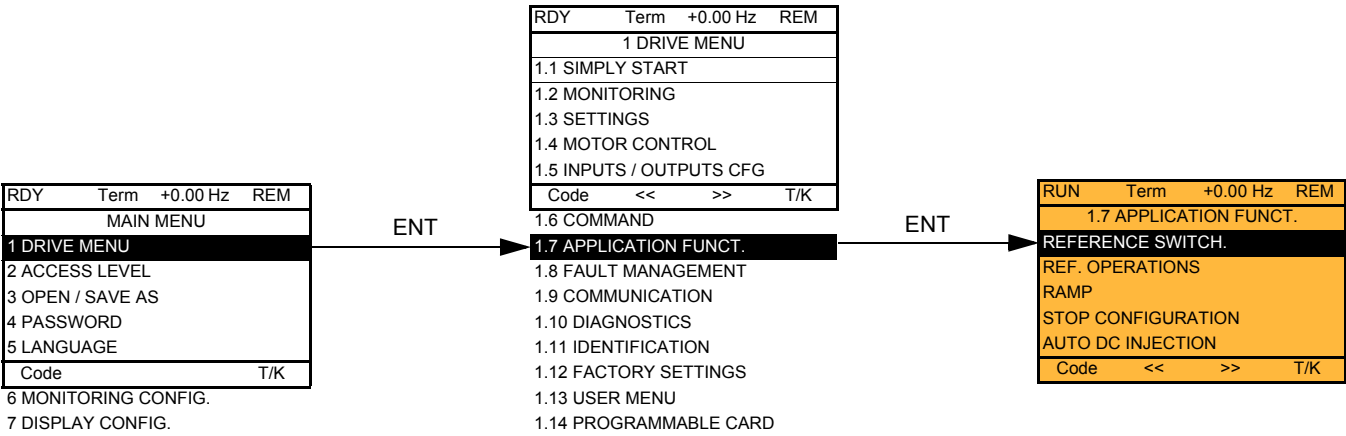 RDY Term +0.00 Hz REM
MAIN MENU
1 DRIVE MENU
2 ACCESS LEVEL
3 OPEN / SAVE AS
4 PASSWORD
5 LANGUAGE
Code T/K
6 MONITORING CONFIG.
7 DISPLAY CONFIG.
ENT
RDY Term +0.00 Hz REM
1 DRIVE MENU
1.1 SIMPLY START
1.2 MONITORING
1.3 SETTINGS
1.4 MOTOR CONTROL
1.5 INPUTS / OUTPUTS CFG
Code << >> T/K
1.6 COMMAND
1.7 APPLICATION FUNCT.
1.8 FAULT MANAGEMENT
1.9 COMMUNICATION
1.10 DIAGNOSTICS
1.11 IDENTIFICATION
1.12 FACTORY SETTINGS
1.13 USER MENU
1.14 PROGRAMMABLE CARD
ENT
RUN Term +0.00 Hz REM
1.7 APPLICATION FUNCT.
REFERENCE SWITCH.
REF. OPERATIONS
RAMP
STOP CONFIGURATION
AUTO DC INJECTION
Code << >> T/K